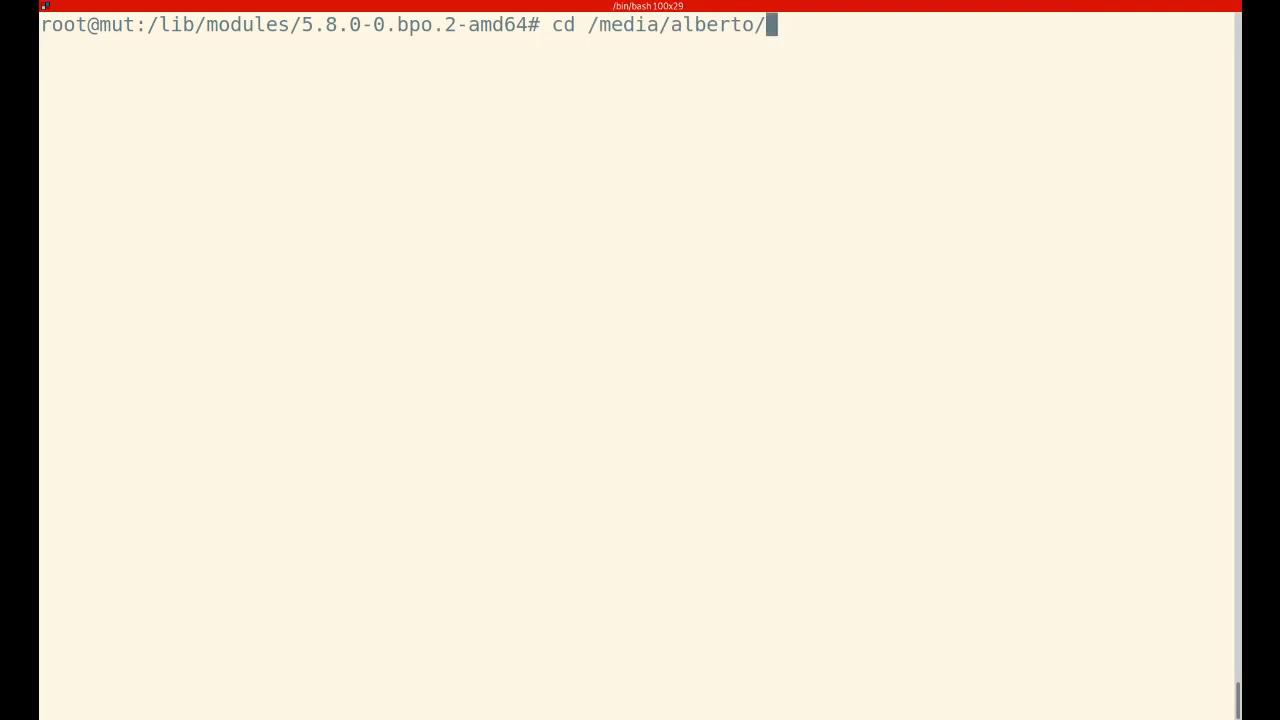 /bin/bash 100x29
root@mut:/lib/modules/5.8.0-0.bpo.2-amd64# cd /media/alberto/